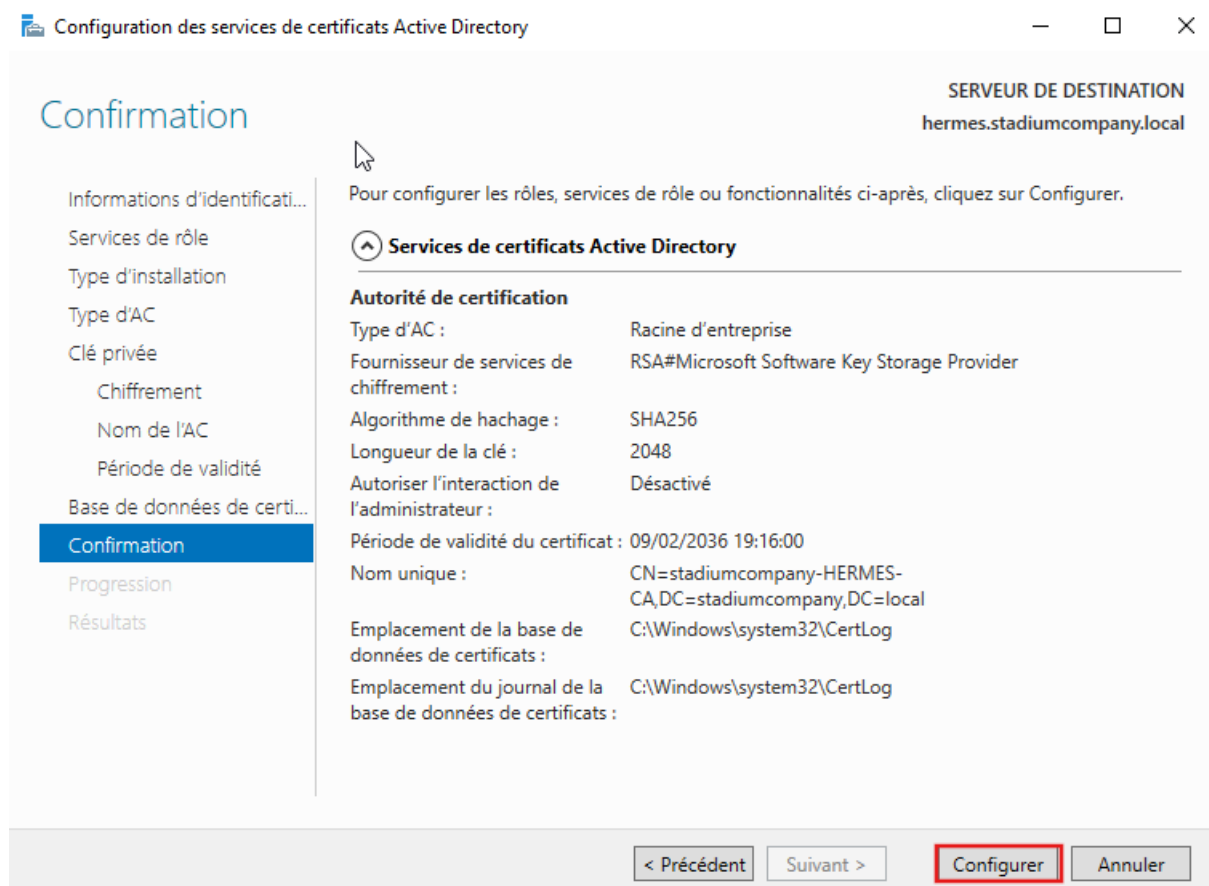 Configuration des services de certificats Active Directory
Confirmation
SERVEUR DE DESTINATION
hermes.stadiumcompany.local
Informations d'identificati...
Services de rôle
Type d'installation
Type d'AC
Clé privée
Chiffrement
Nom de l'AC
Période de validité
Base de données de certi...
Confirmation
Progression
Résultats
Pour configurer les rôles, services de rôle ou fonctionnalités ci-après, cliquez sur Configurer.
Services de certificats Active Directory
Autorité de certification
Type d'AC : Racine d'entreprise
Fournisseur de services de RSA#Microsoft Software Key Storage Provider
chiffrement :
Algorithme de hachage : SHA256
Longueur de la clé : 2048
Autoriser l'interaction de Désactivé
l'administrateur :
Période de validité du certificat : 09/02/2036 19:16:00
Nom unique : CN=stadiumcompany-HERMES-
CA,DC=stadiumcompany,DC=local
Emplacement de la base de C:\Windows\system32\CertLog
données de certificats :
Emplacement du journal de la C:\Windows\system32\CertLog
base de données de certificats :
< Précédent Suivant > Configurer Annuler